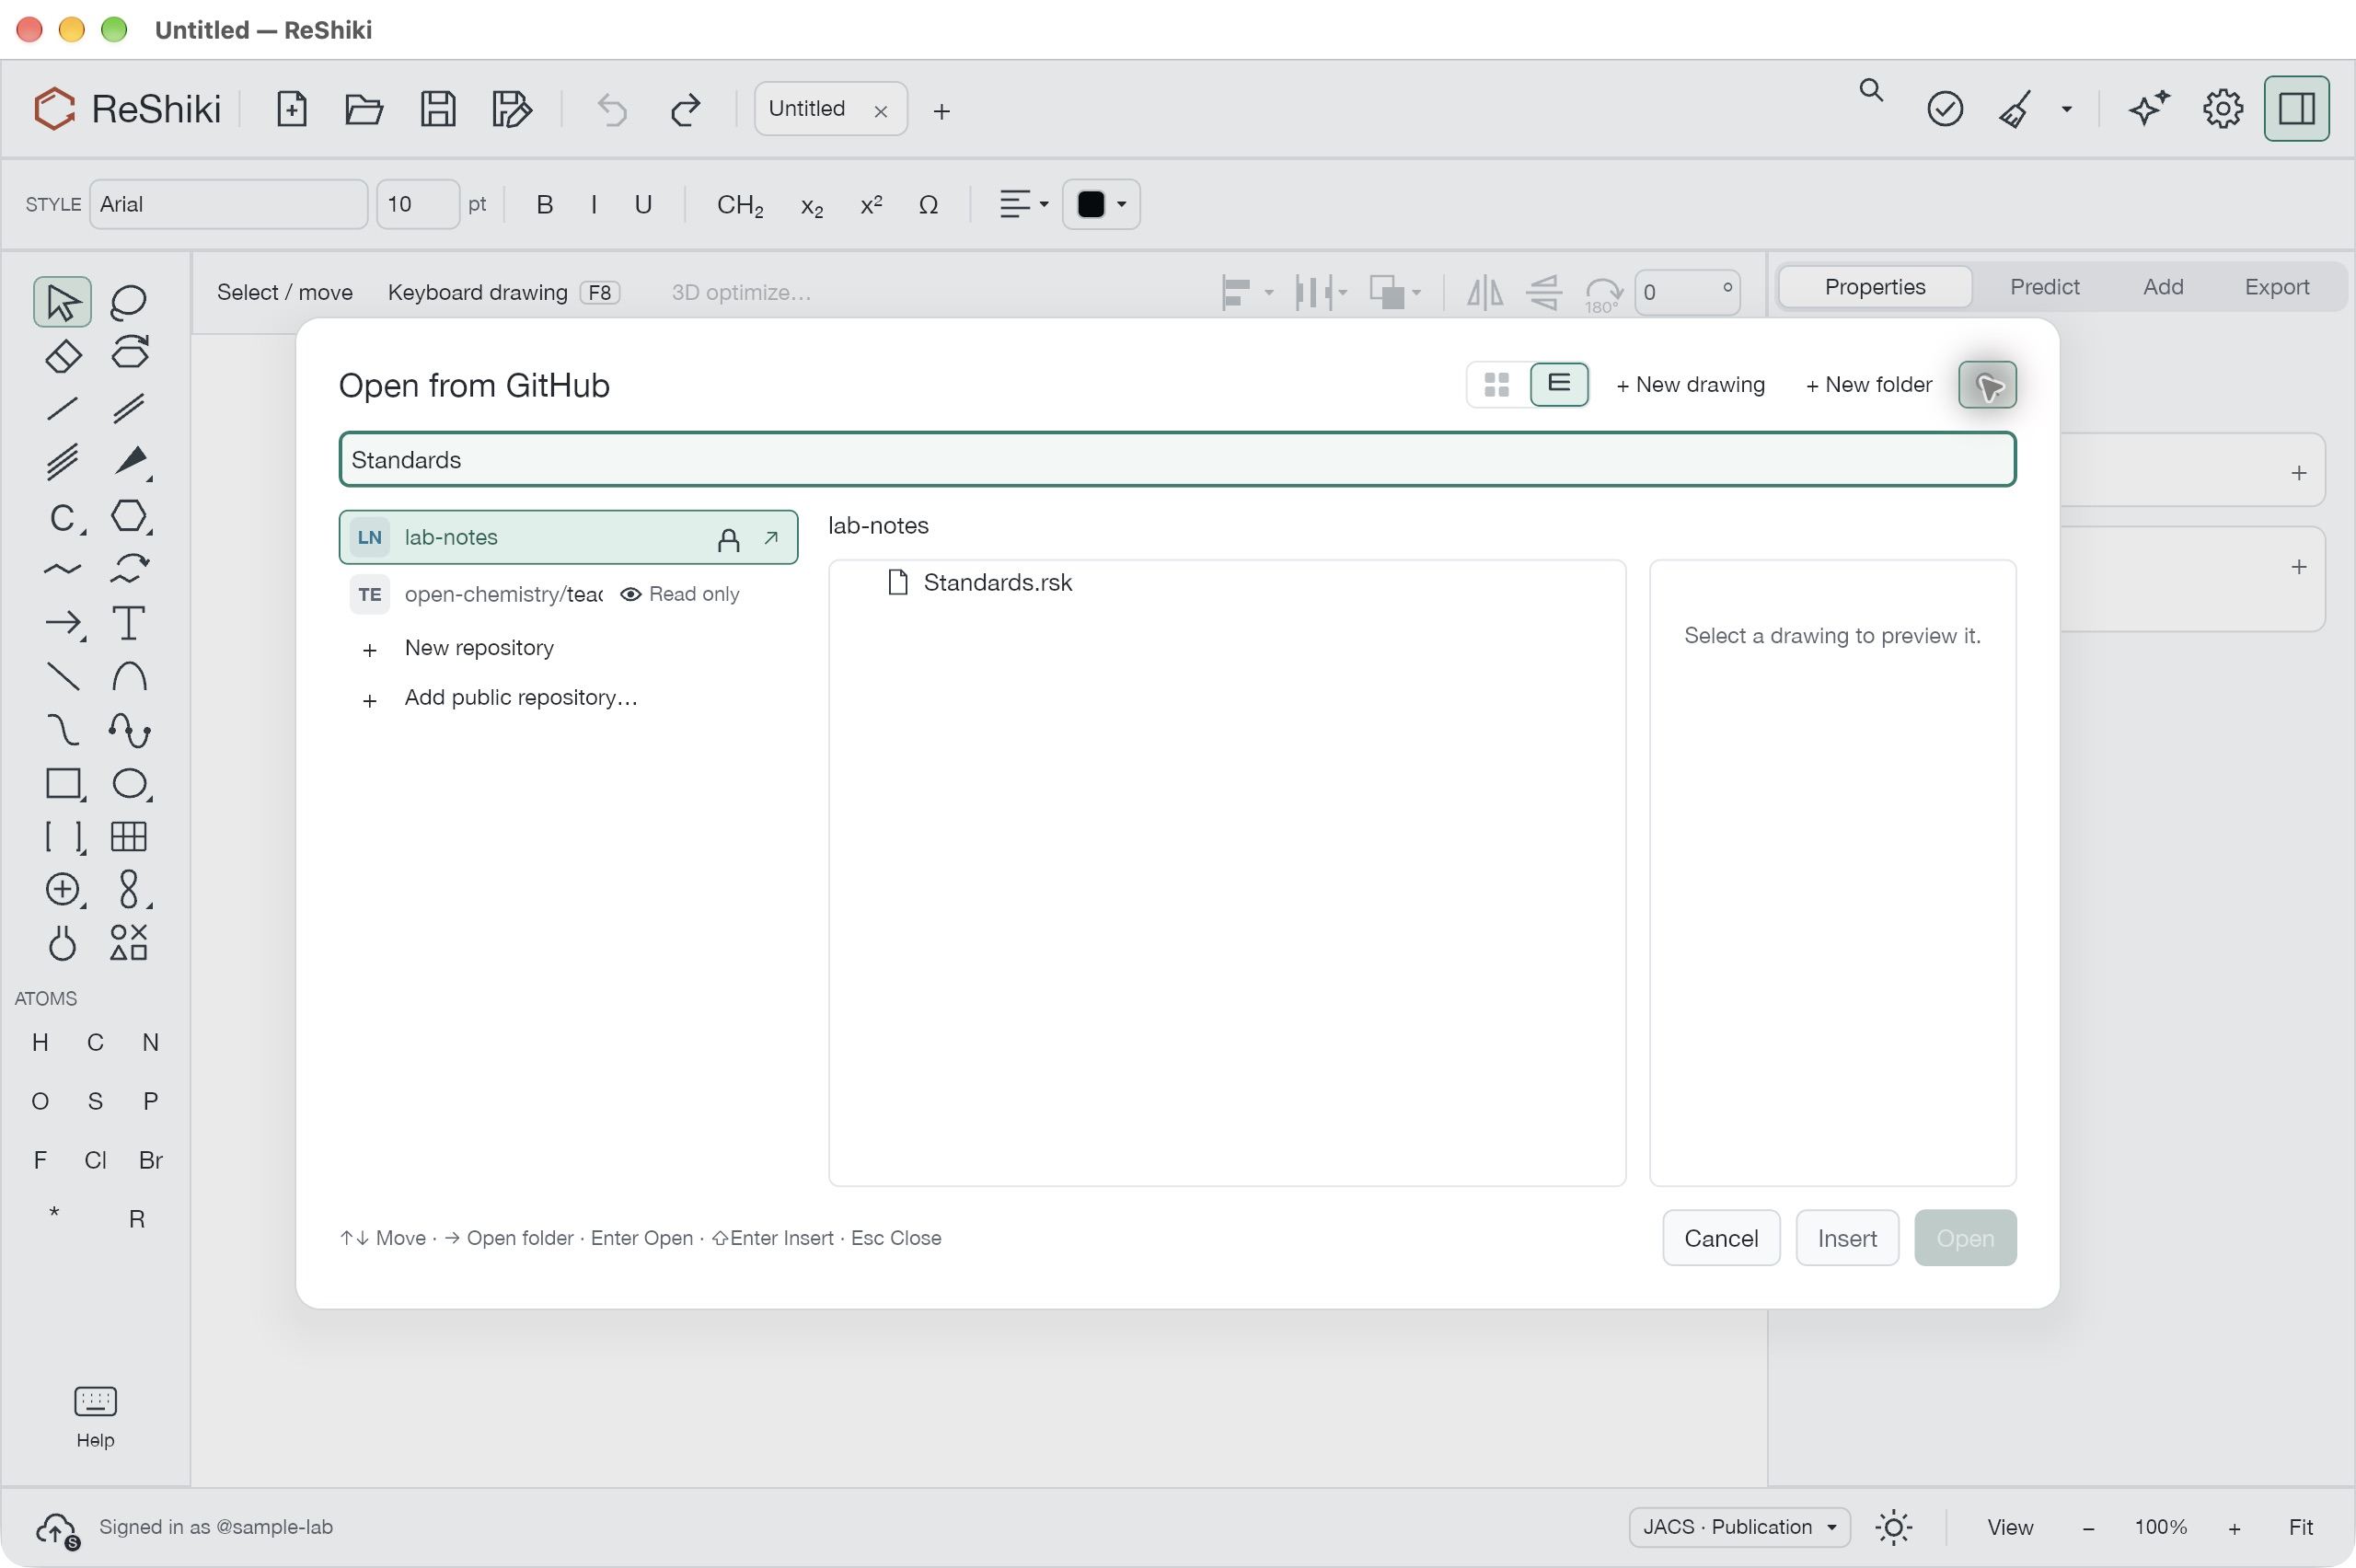 Untitled — ReShiki
ReShiki
Untitled × +
STYLE Arial 10 pt B I U CH₂ x₂ x² Ω
Select / move Keyboard drawing F8 3D optimize... 180° 0 °
Properties Predict Add Export
Open from GitHub
+ New drawing + New folder
Standards
LN lab-notes
TE open-chemistry/teac Read only
+ New repository
+ Add public repository...
lab-notes
Standards.rsk
Select a drawing to preview it.
↑↓ Move · → Open folder · Enter Open · ⇧Enter Insert · Esc Close
Cancel Insert Open
C
T
ATOMS
H C N
O S P
F Cl Br
* R
Help
S Signed in as @sample-lab
JACS · Publication View − 100% + Fit